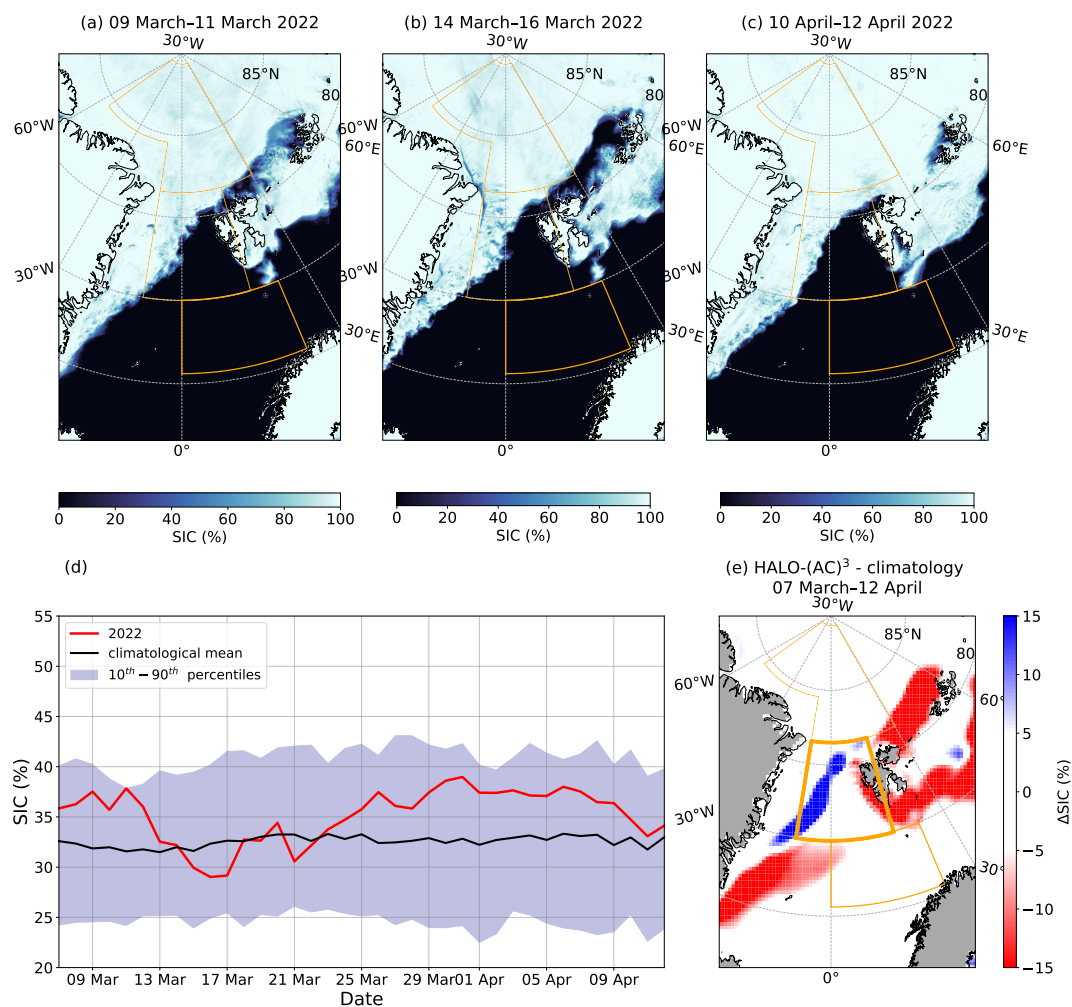 (a) 09 March–11 March 2022
(b) 14 March–16 March 2022
(c) 10 April–12 April 2022
30°W
30°W
30°W
85°N
85°N
85°N
80
80
80
60°W
60°W
60°W
60°E
60°E
60°E
30°W
30°W
30°W
30°E
30°E
30°E
0°
0°
0°
0 20 40 60 80 100
0 20 40 60 80 100
0 20 40 60 80 100
SIC (%)
SIC (%)
SIC (%)
(d)
55
50
45
40
35
30
25
20
SIC (%)
2022
climatological mean
10th − 90th percentiles
09 Mar 13 Mar 17 Mar 21 Mar 25 Mar 29 Mar 01 Apr 05 Apr 09 Apr
Date
(e) HALO-(AC)³ - climatology
07 March–12 April
30°W
85°N
80
60°W
60°
30°W
30°
0°
15
10
5
0
−5
−10
−15
ΔSIC (%)